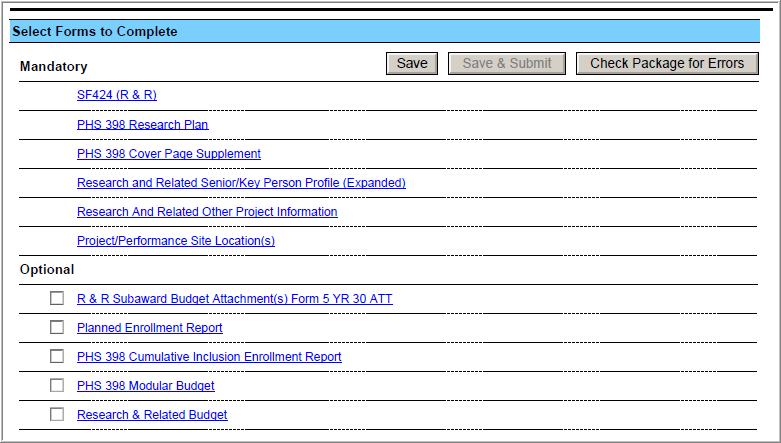 Select Forms to Complete
Mandatory
Save
Save & Submit
Check Package for Errors
SF424 (R & R)
PHS 398 Research Plan
PHS 398 Cover Page Supplement
Research and Related Senior/Key Person Profile (Expanded)
Research And Related Other Project Information
Project/Performance Site Location(s)
Optional
R & R Subaward Budget Attachment(s) Form 5 YR 30 ATT
Planned Enrollment Report
PHS 398 Cumulative Inclusion Enrollment Report
PHS 398 Modular Budget
Research & Related Budget